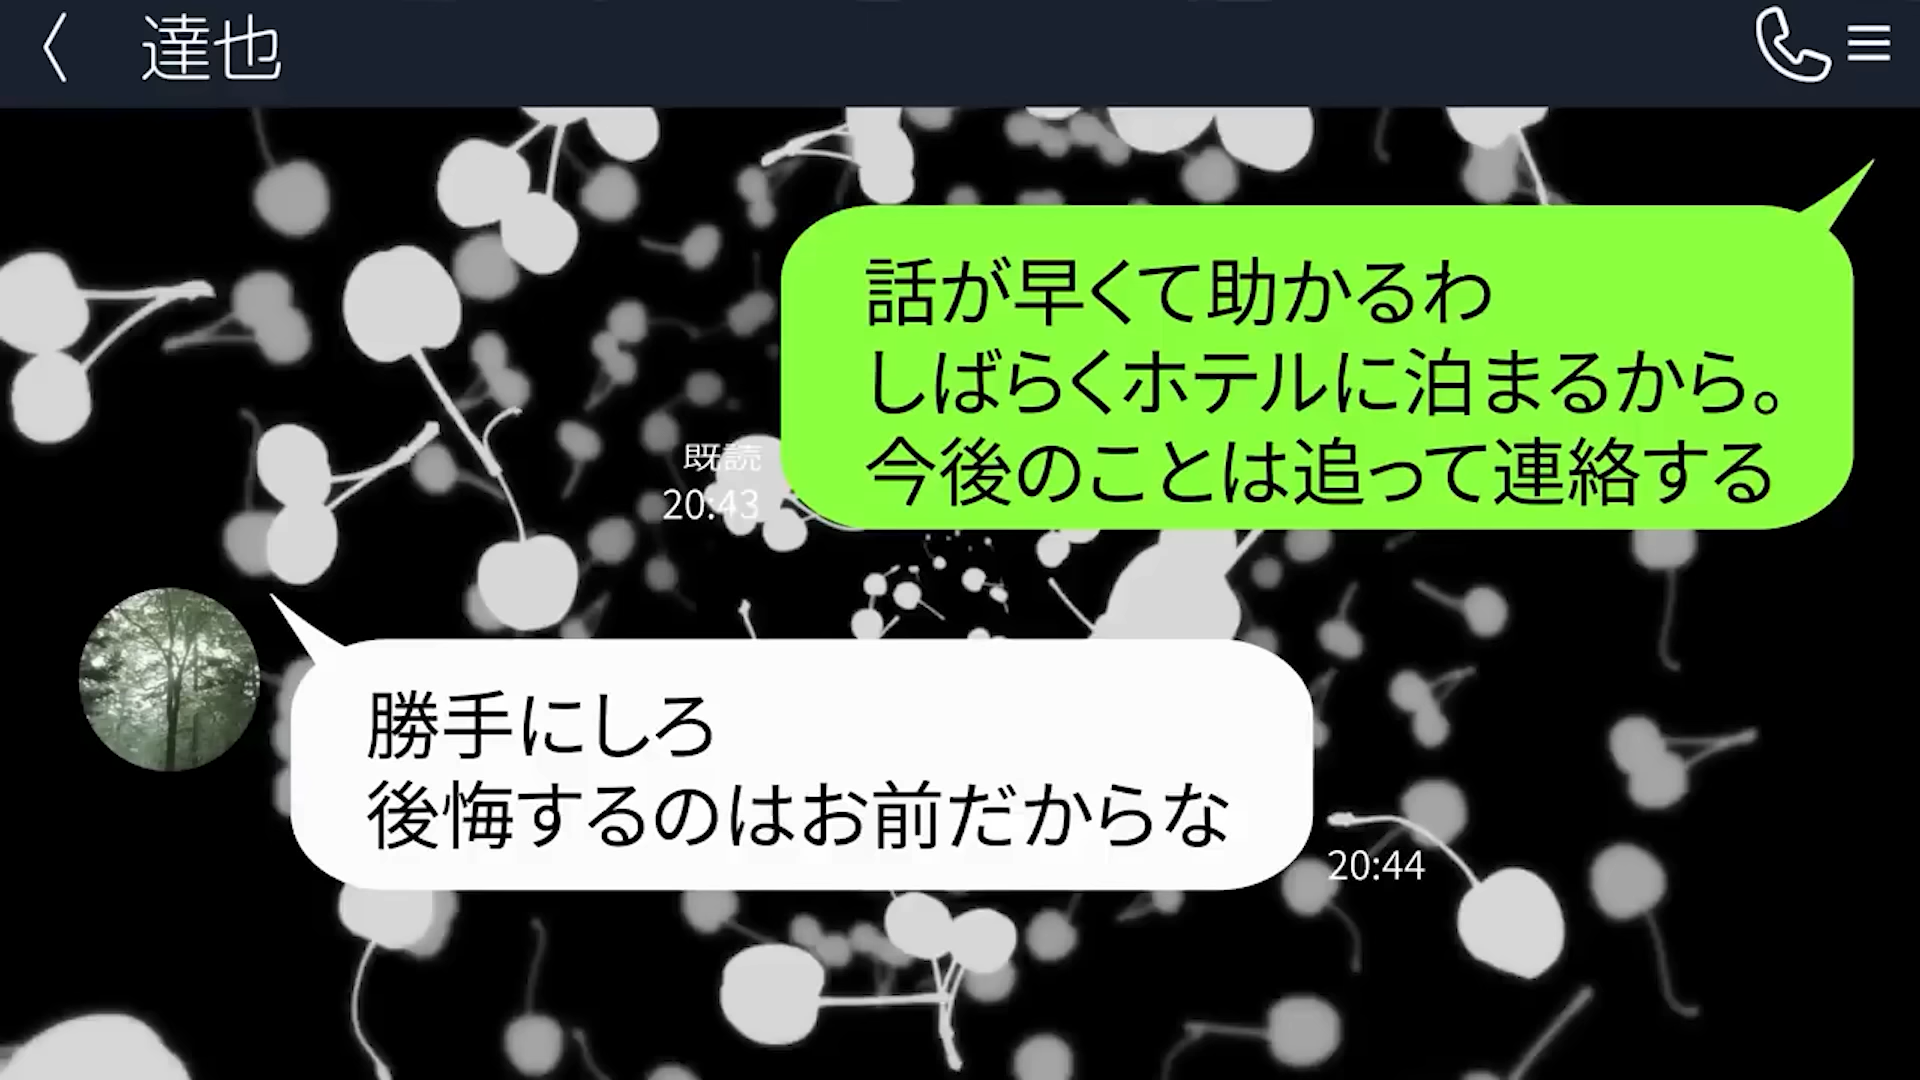 達也
話が早くて助かるわ
しばらくホテルに泊まるから。
今後のことは追って連絡する
既読
20:43
勝手にしろ
後悔するのはお前だからな
20:44